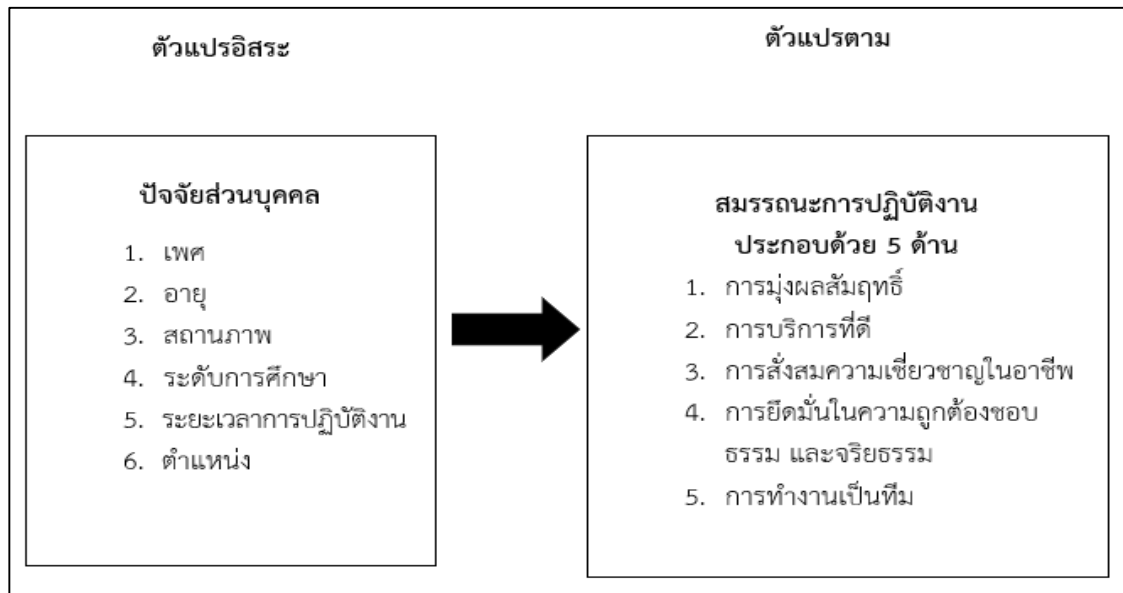 ตัวแปรอิสระ
ตัวแปรตาม
ปัจจัยส่วนบุคคล
1. เพศ
2. อายุ
3. สถานภาพ
4. ระดับการศึกษา
5. ระยะเวลาการปฏิบัติงาน
6. ตำแหน่ง
สมรรถนะการปฏิบัติงาน
ประกอบด้วย 5 ด้าน
1. การมุ่งผลสัมฤทธิ์
2. การบริการที่ดี
3. การสั่งสมความเชี่ยวชาญในอาชีพ
4. การยึดมั่นในความถูกต้องชอบ
ธรรม และจริยธรรม
5. การทำงานเป็นทีม